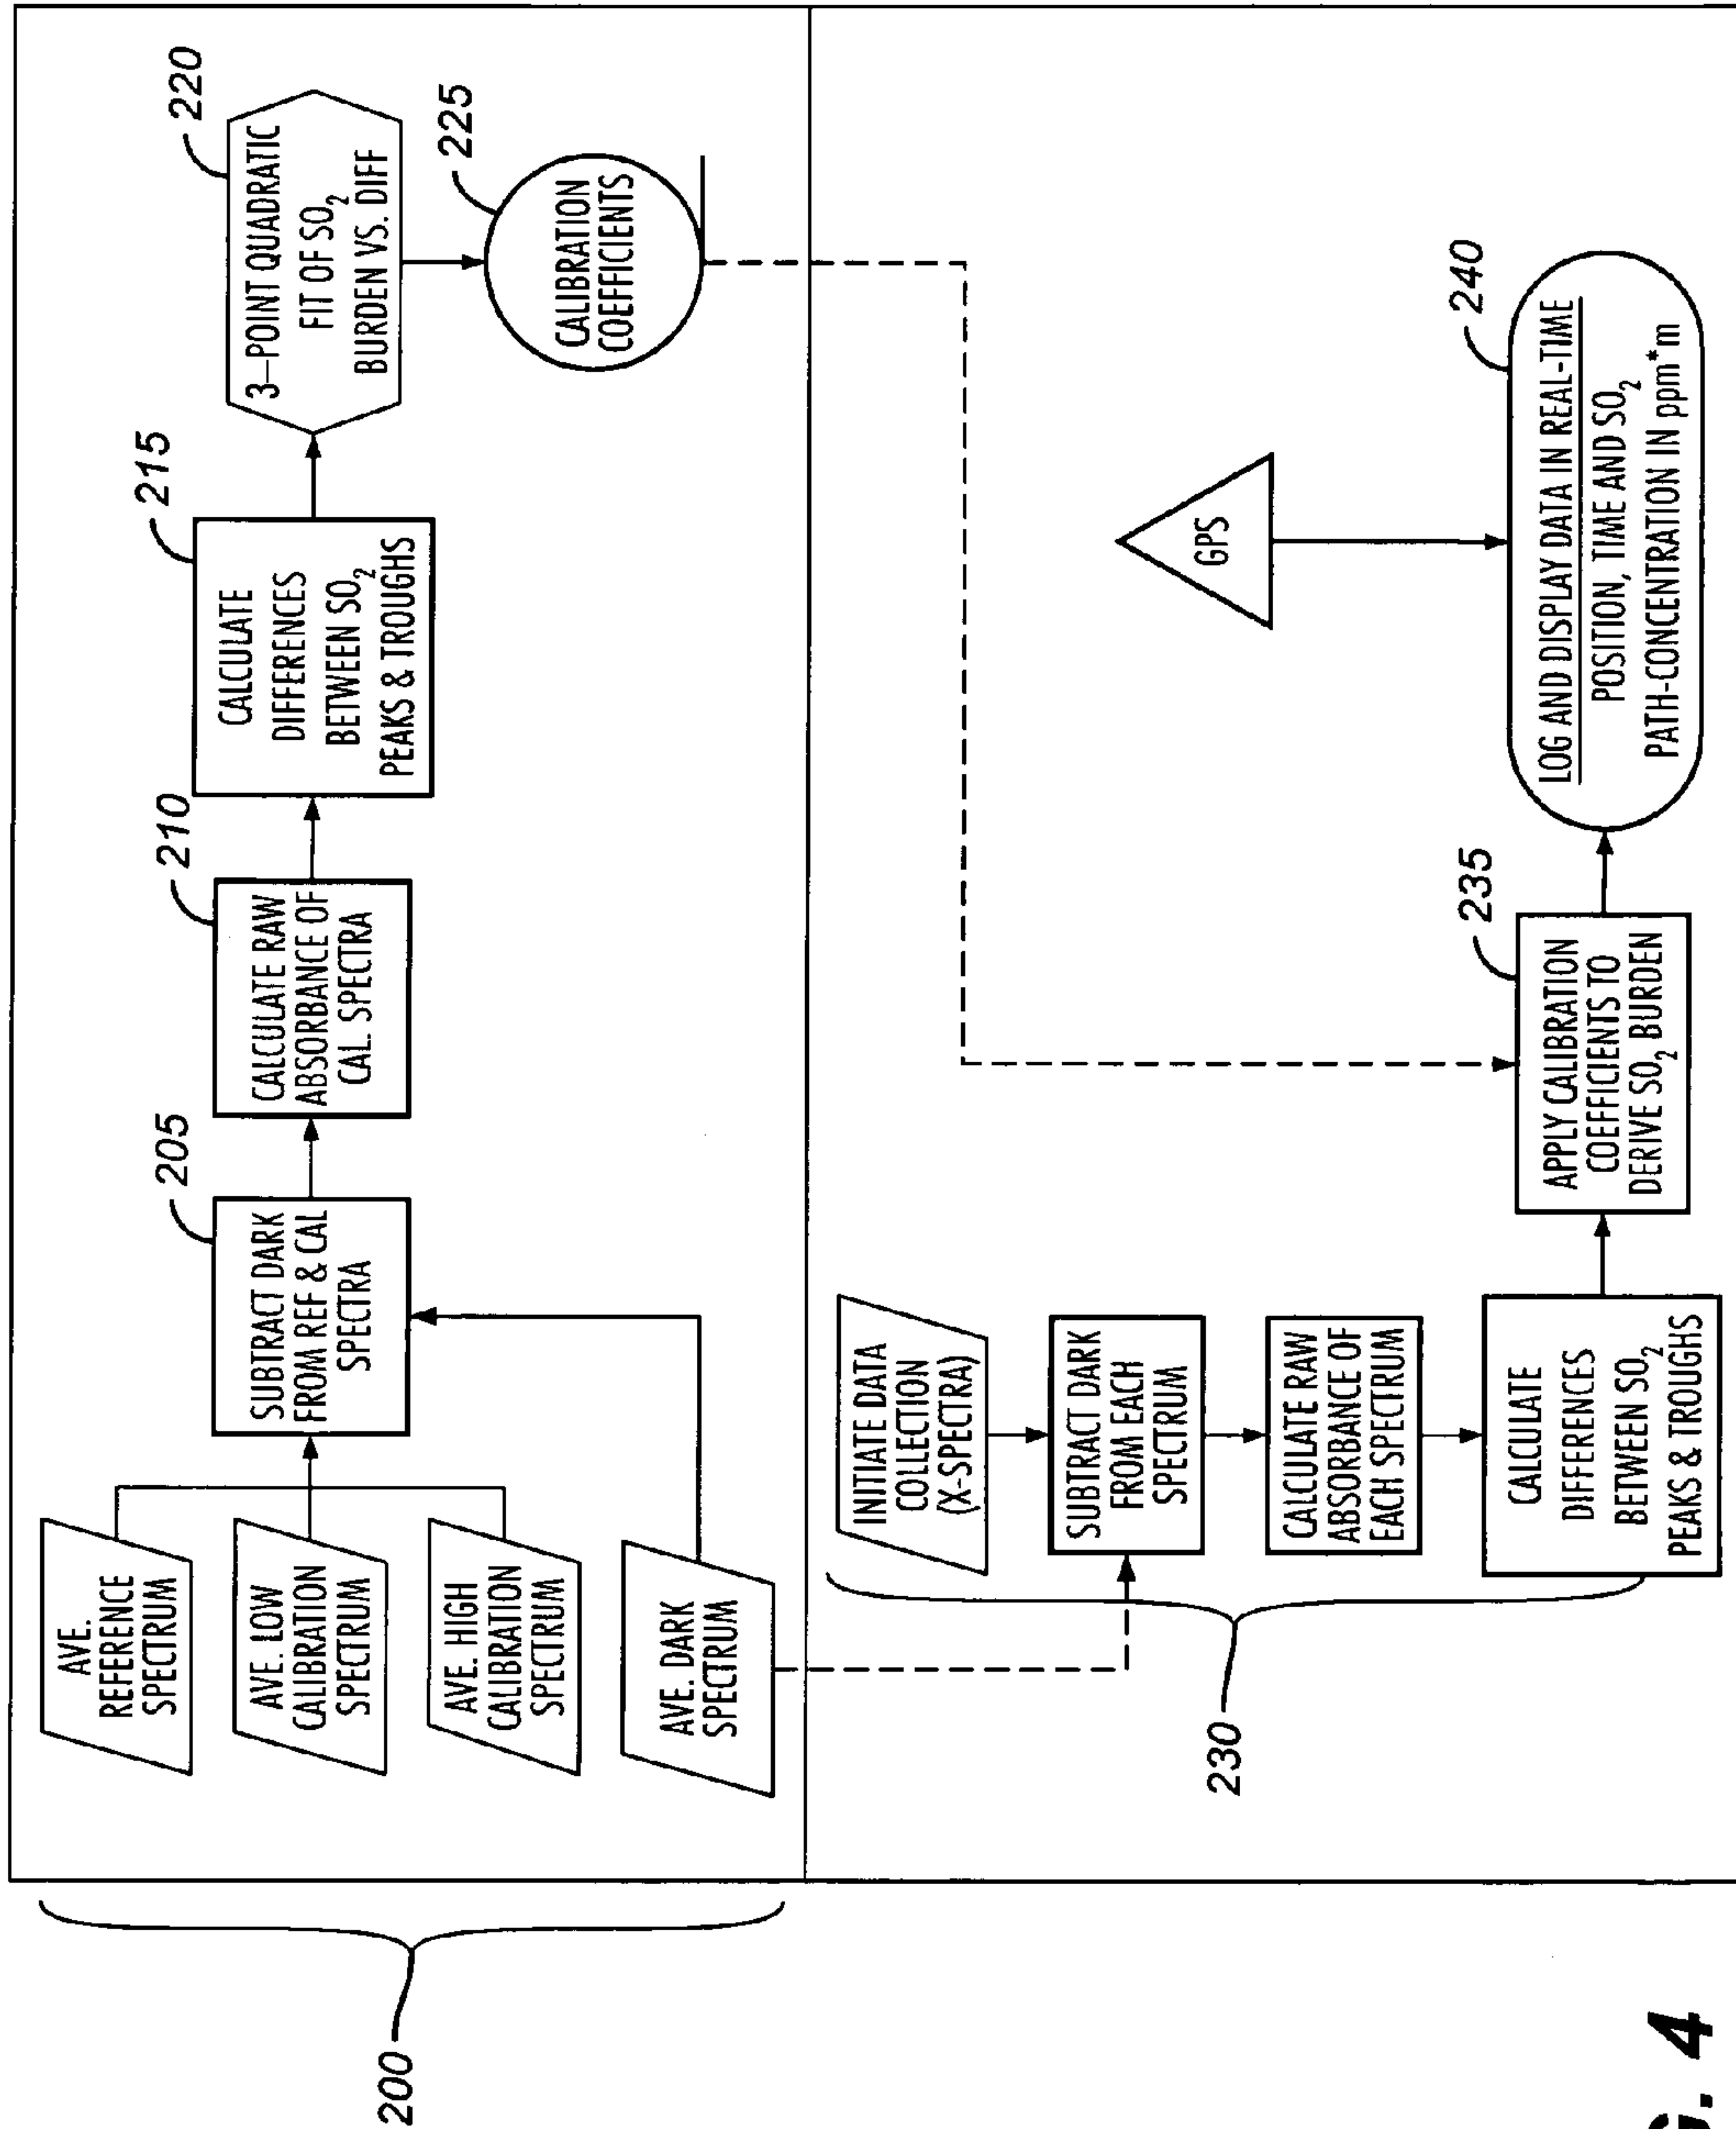 200
AVE.
REFERENCE
SPECTRUM
AVE. LOW
CALIBRATION
SPECTRUM
AVE. HIGH
CALIBRATION
SPECTRUM
AVE. DARK
SPECTRUM
205
SUBTRACT DARK
FROM REF & CAL
SPECTRA
210
CALCULATE RAW
ABSORBANCE OF
CAL. SPECTRA
215
CALCULATE
DIFFERENCES
BETWEEN SO₂
PEAKS & TROUGHS
220
3–POINT QUADRATIC
FIT OF SO₂
BURDEN VS. DIFF
225
CALIBRATION
COEFFICIENTS
230
INITIATE DATA
COLLECTION
(X-SPECTRA)
SUBTRACT DARK
FROM EACH
SPECTRUM
CALCULATE RAW
ABSORBANCE OF
EACH SPECTRUM
CALCULATE
DIFFERENCES
BETWEEN SO₂
PEAKS & TROUGHS
235
APPLY CALIBRATION
COEFFICIENTS TO
DERIVE SO₂ BURDEN
GPS
240
LOG AND DISPLAY DATA IN REAL-TIME
POSITION, TIME AND SO₂
PATH-CONCENTRATION IN ppm*m
G. 4